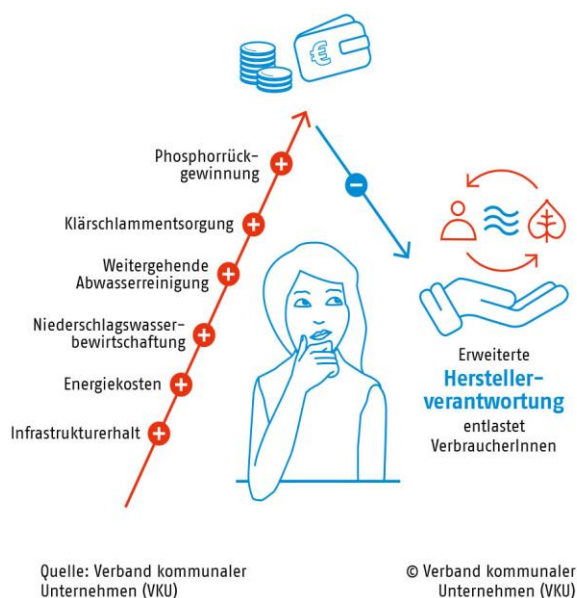 €
Phosphorrück-
gewinnung
Klärschlammentsorgung
Weitergehende
Abwasserreinigung
Niederschlagswasser-
bewirtschaftung
Energiekosten
Infrastrukturerhalt
Erweiterte
Hersteller-
verantwortung
entlastet
VerbraucherInnen
Quelle: Verband kommunaler
Unternehmen (VKU)
© Verband kommunaler
Unternehmen (VKU)